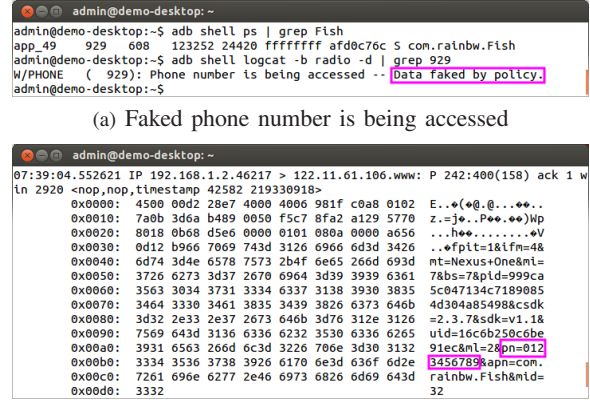 admin@demo-desktop: ~
admin@demo-desktop:~$ adb shell ps | grep Fish
app_49    929   608   123252 24420 ffffffff afd0c76c S com.rainbw.Fish
admin@demo-desktop:~$ adb shell logcat -b radio -d | grep 929
W/PHONE   (  929): Phone number is being accessed -- Data faked by policy.
admin@demo-desktop:~$
(a) Faked phone number is being accessed
admin@demo-desktop: ~
07:39:04.552621 IP 192.168.1.2.46217 > 122.11.61.106.www: P 242:400(158) ack 1 w
in 2920 <nop,nop,timestamp 42582 219330918>
0x0000:  4500 00d2 28e7 4000 4006 981f c0a8 0102  E..�(�@.@...��..
0x0010:  7a0b 3d6a b489 0050 f5c7 8fa2 a129 5770  z.=j�..P��.��)Wp
0x0020:  8018 0b68 d5e6 0000 0101 080a 0000 a656  ...h��........�V
0x0030:  0d12 b966 7069 743d 3126 6966 6d3d 3426  ..�fpit=1&ifm=4&
0x0040:  6d74 3d4e 6578 7573 2b4f 6e65 266d 693d  mt=Nexus+One&mi=
0x0050:  3726 6273 3d37 2670 6964 3d39 3939 6361  7&bs=7&pid=999ca
0x0060:  3563 3034 3731 3334 6337 3138 3930 3835  5c047134c7189085
0x0070:  3464 3330 3461 3835 3439 3826 6373 646b  4d304a85498&csdk
0x0080:  3d32 2e33 2e37 2673 646b 3d76 312e 3126  =2.3.7&sdk=v1.1&
0x0090:  7569 643d 3136 6336 6232 3530 6336 6265  uid=16c6b250c6be
0x00a0:  3931 6563 266d 6c3d 3226 706e 3d30 3132  91ec&ml=2&pn=012
0x00b0:  3334 3536 3738 3926 6170 6e3d 636f 6d2e  3456789&apn=com.
0x00c0:  7261 696e 6277 2e46 6973 6826 6d69 643d  rainbw.Fish&mid=
0x00d0:  3332                                     32